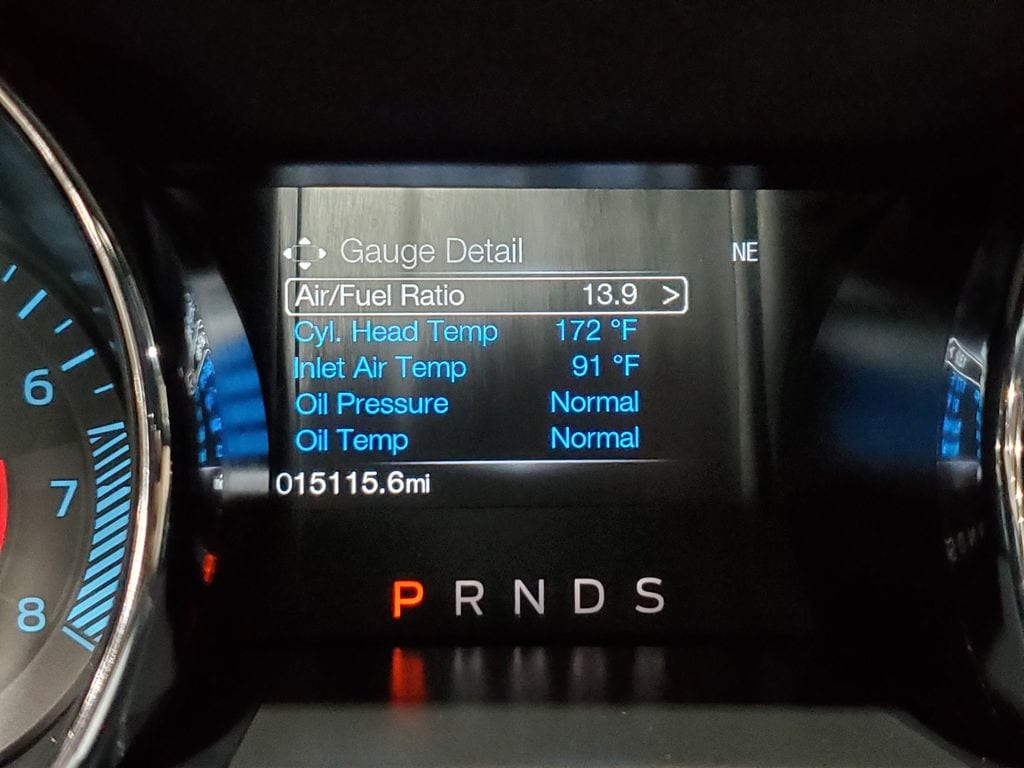 Gauge Detail NE
Air/Fuel Ratio 13.9 >
Cyl. Head Temp 172 °F
Inlet Air Temp 91 °F
Oil Pressure Normal
Oil Temp Normal
015115.6mi
P R N D S
6
7
8